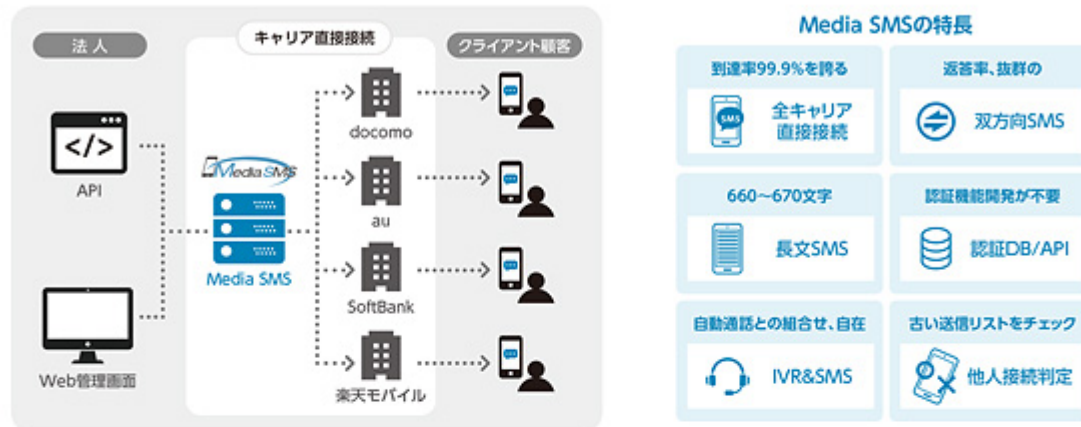 法人
キャリア直接接続
クライアント顧客
</>
API
Web管理画面
Media SMS
Media SMS
docomo
au
SoftBank
楽天モバイル
Media SMSの特長
到達率99.9%を誇る
SMS
全キャリア
直接接続
返答率、抜群の
双方向SMS
660〜670文字
長文SMS
認証機能開発が不要
認証DB/API
自動通話との組合せ、自在
IVR&SMS
古い送信リストをチェック
他人接続判定